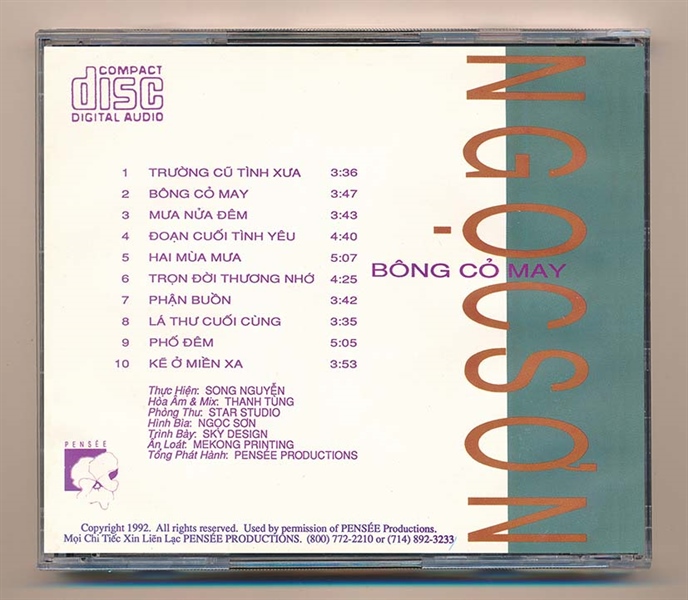 COMPACT
disc
DIGITAL AUDIO
1 TRƯỜNG CŨ TÌNH XƯA 3:36
2 BÔNG CỎ MAY 3:47
3 MƯA NỬA ĐÊM 3:43
4 ĐOẠN CUỐI TÌNH YÊU 4:40
5 HAI MÙA MƯA 5:07
6 TRỌN ĐỜI THƯƠNG NHỚ 4:25
7 PHẬN BUỒN 3:42
8 LÁ THƯ CUỐI CÙNG 3:35
9 PHỐ ĐÊM 5:05
10 KẼ Ở MIỀN XA 3:53
BÔNG CỎ MAY
NGỌC SƠN
Thực Hiện: SONG NGUYỄN
Hòa Âm & Mix: THANH TÙNG
Phòng Thu: STAR STUDIO
Hình Bìa: NGỌC SƠN
Trình Bày: SKY DESIGN
Ấn Loát: MEKONG PRINTING
Tổng Phát Hành: PENSÉE PRODUCTIONS
PENSÉE
Copyright 1992. All rights reserved. Used by permission of PENSÉE Productions.
Mọi Chi Tiếc Xin Liên Lạc PENSÉE PRODUCTIONS. (800) 772-2210 or (714) 892-3233